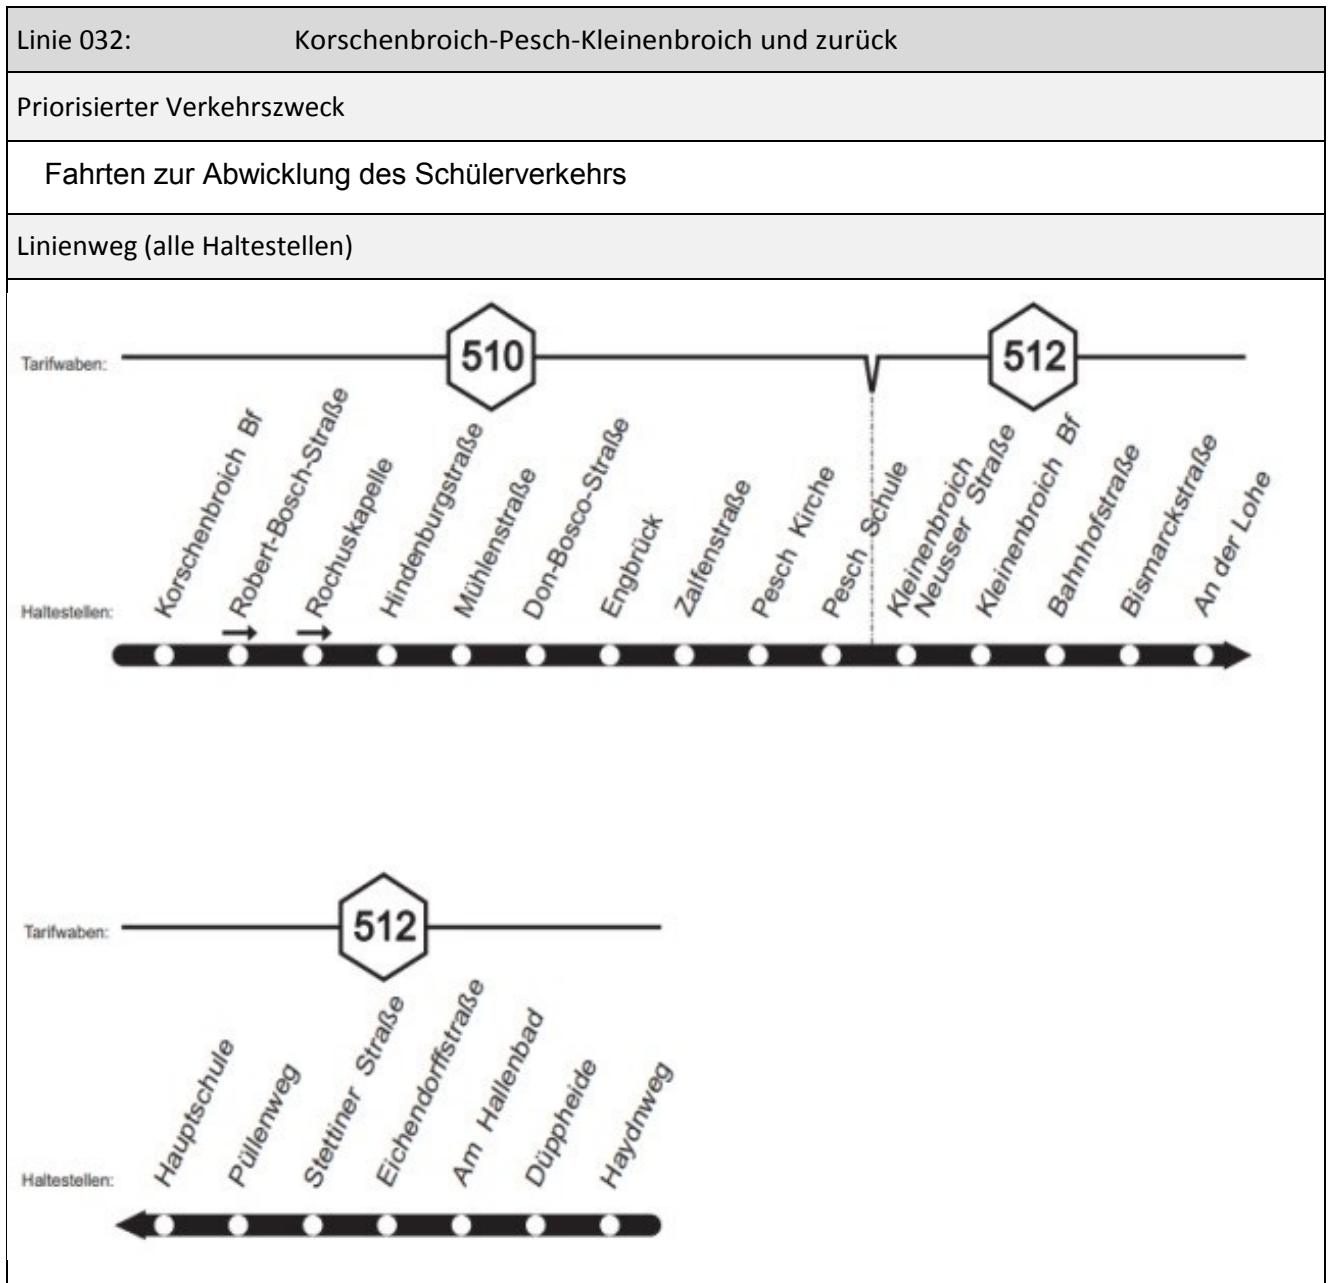 Linie 032: Korschenbroich-Pesch-Kleinenbroich und zurück
Priorisierter Verkehrszweck
Fahrten zur Abwicklung des Schülerverkehrs
Linienweg (alle Haltestellen)
Tarifwaben: 510 512
Haltestellen:
Korschenbroich Bf
Robert-Bosch-Straße
Rochuskapelle
Hindenburgstraße
Mühlenstraße
Don-Bosco-Straße
Engbrück
Zalfenstraße
Pesch Kirche
Pesch Schule
Kleinenbroich
Neusser Straße
Kleinenbroich Bf
Bahnhofstraße
Bismarckstraße
An der Lohe
Tarifwaben: 512
Haltestellen:
Hauptschule
Püllenweg
Stettiner Straße
Eichendorffstraße
Am Hallenbad
Düppheide
Haydnweg